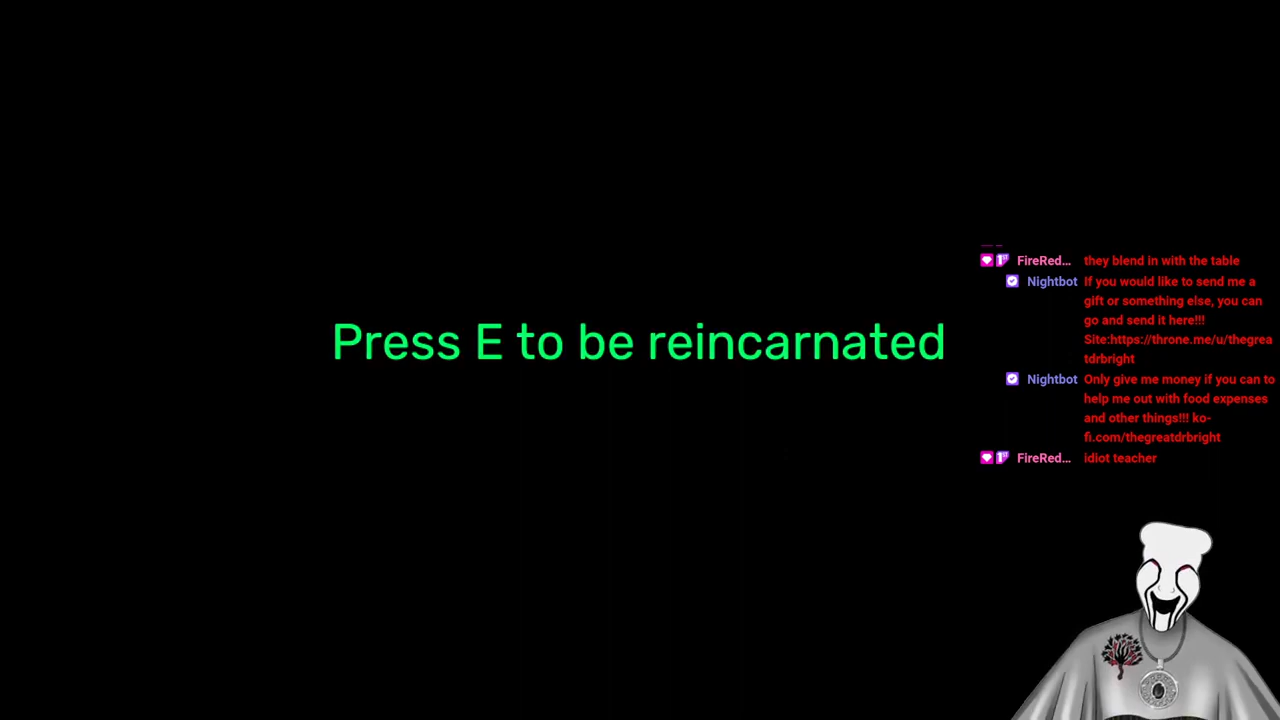 Press E to be reincarnated
FireRed... they blend in with the table
Nightbot If you would like to send me a
gift or something else, you can
go and send it here!!!
Site:https://throne.me/u/thegrea
tdrbright
Nightbot Only give me money if you can to
help me out with food expenses
and other things!!! ko-
fi.com/thegreatdrbright
FireRed... idiot teacher